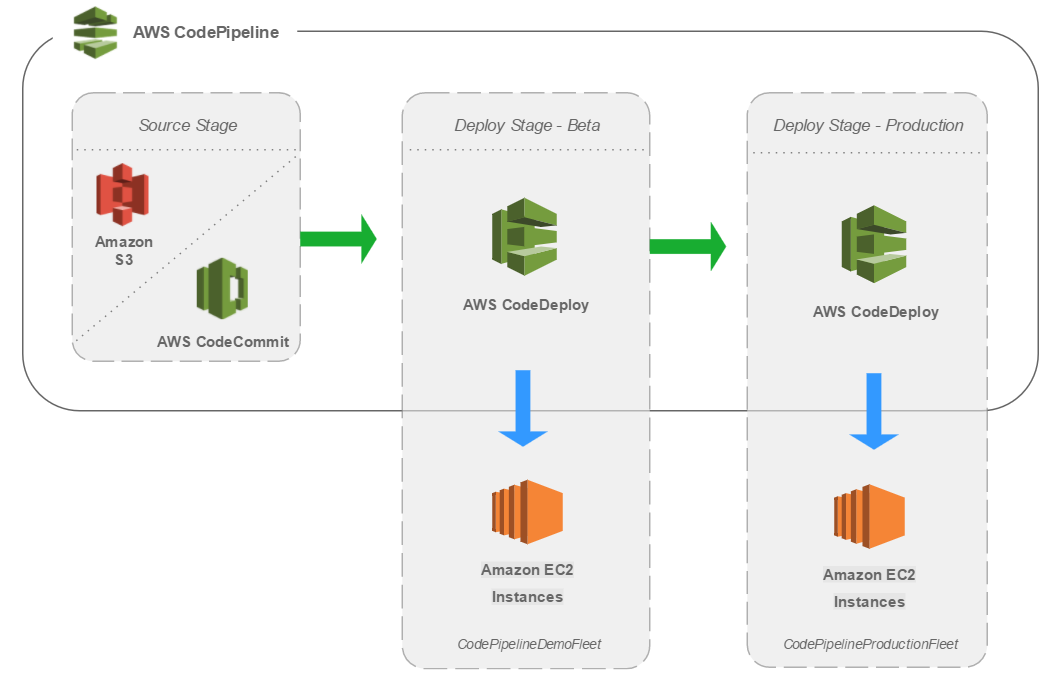 AWS CodePipeline
Source Stage
Amazon
S3
AWS CodeCommit
Deploy Stage - Beta
AWS CodeDeploy
Amazon EC2
Instances
CodePipelineDemoFleet
Deploy Stage - Production
AWS CodeDeploy
Amazon EC2
Instances
CodePipelineProductionFleet